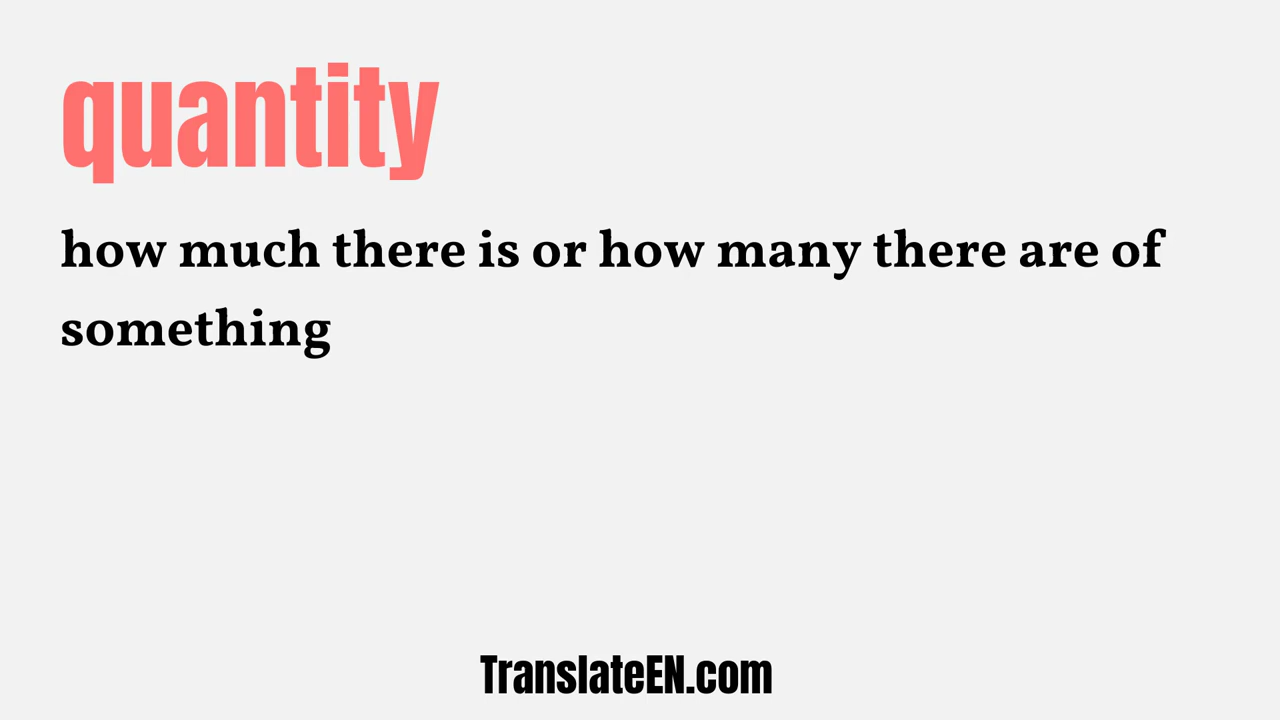 quantity
how much there is or how many there are of
something
TranslateEN.com